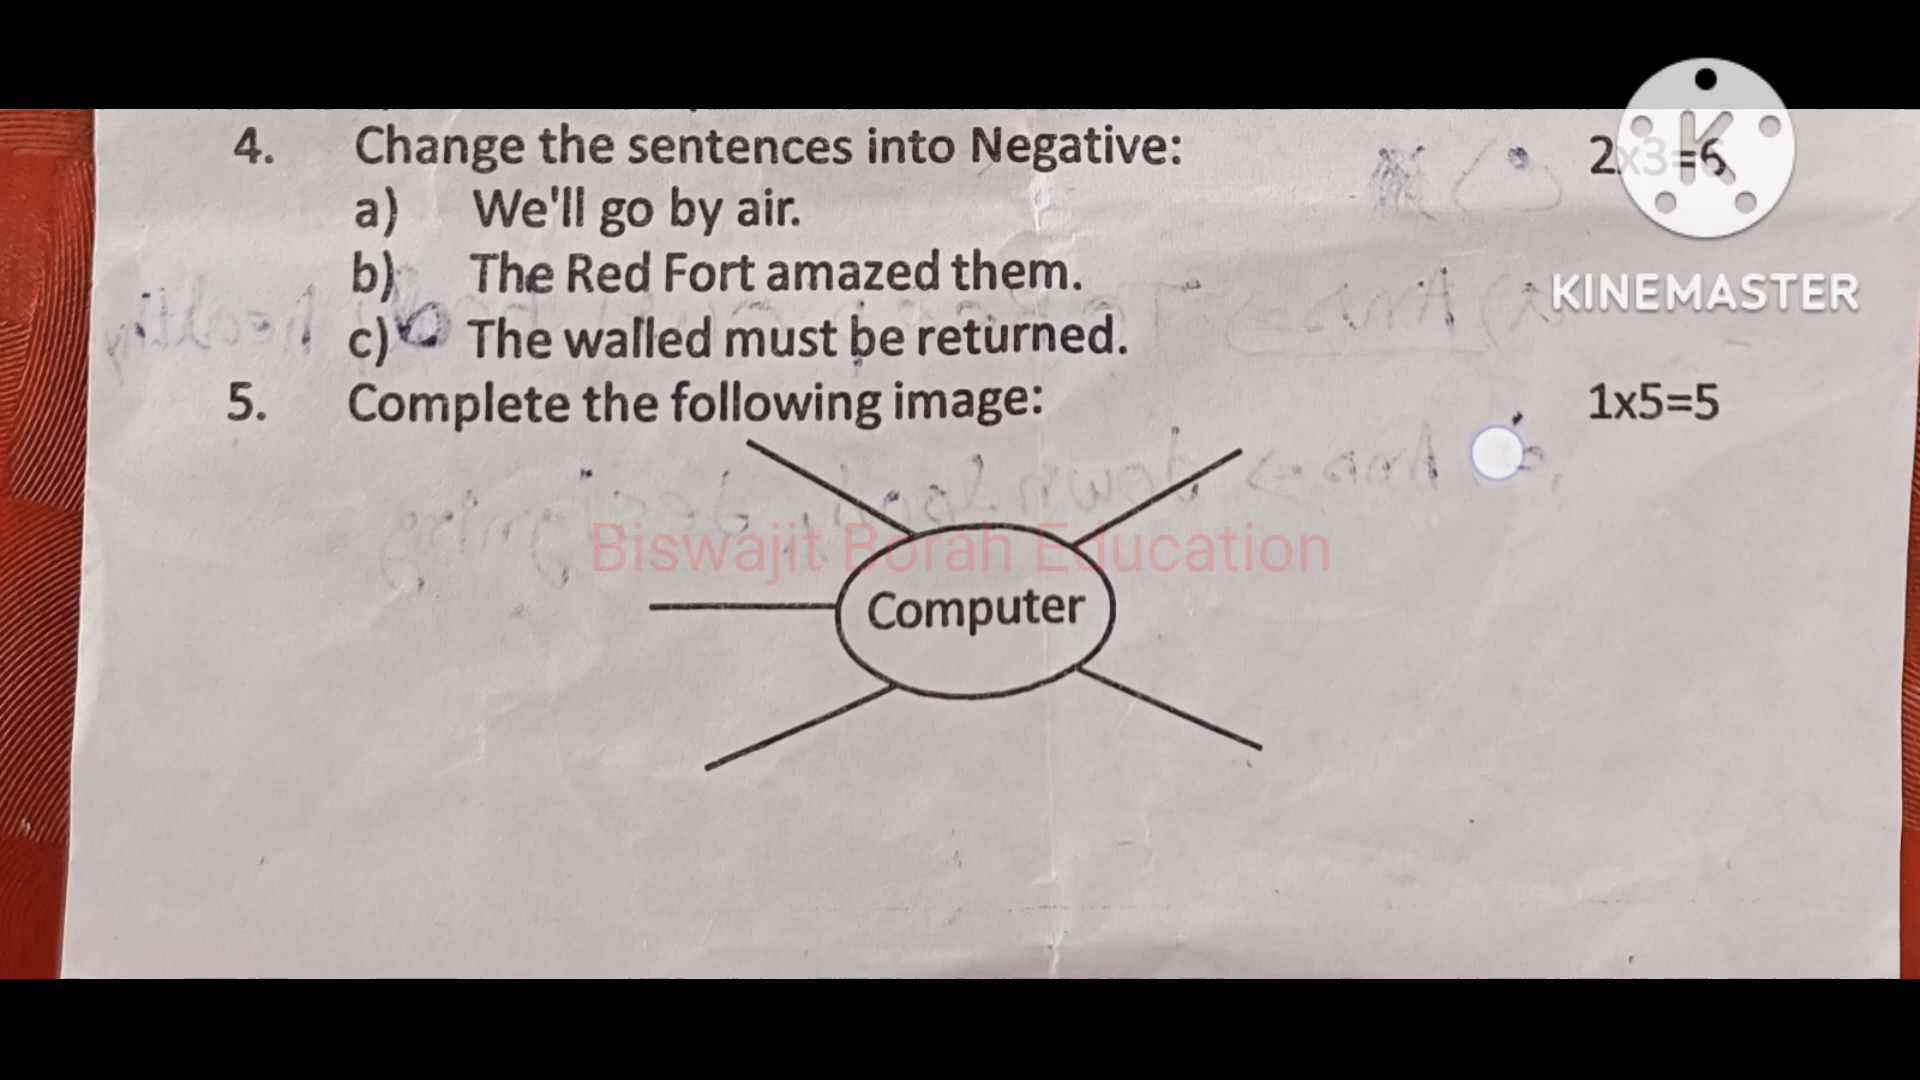 4. Change the sentences into Negative: 2x3=6
a) We'll go by air.
b) The Red Fort amazed them.
c) The walled must be returned.
5. Complete the following image: 1x5=5
Computer
Biswajit Borah Education
K
KINEMASTER